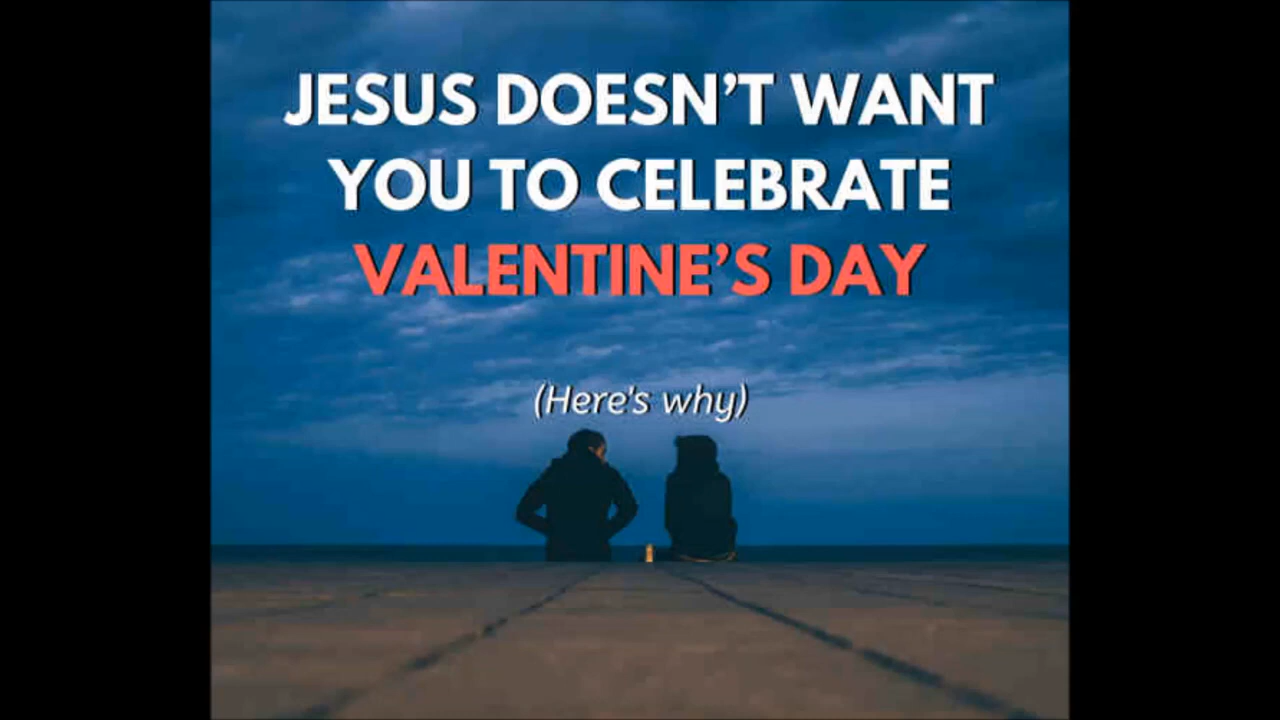 JESUS DOESN’T WANT
YOU TO CELEBRATE
VALENTINE’S DAY
(Here's why)